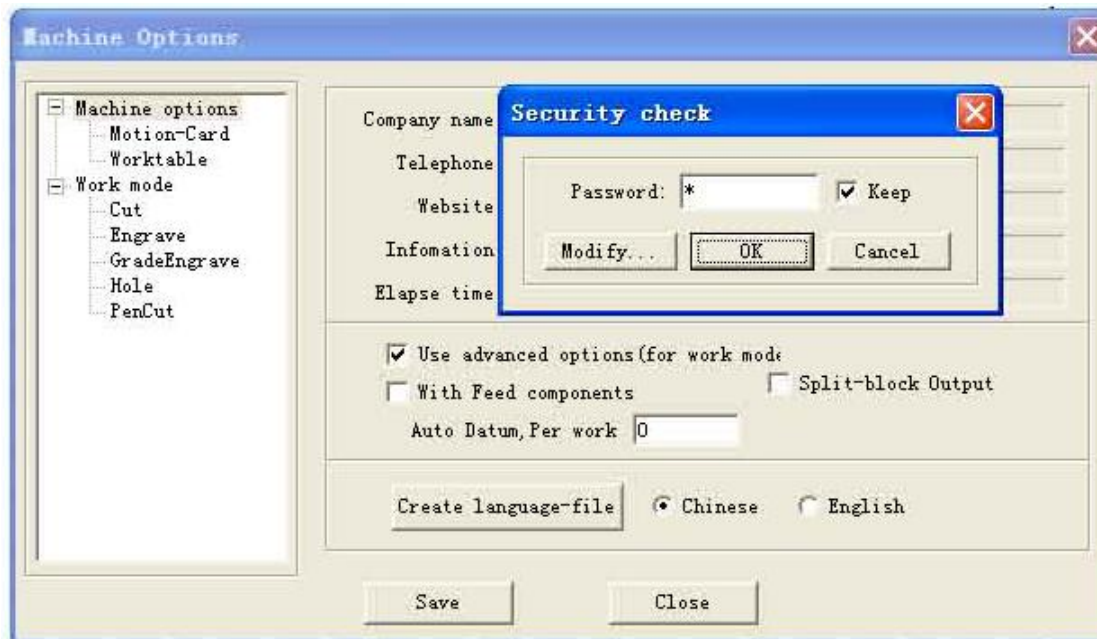 Machine Options
Machine options
Motion-Card
Worktable
Work mode
Cut
Engrave
GradeEngrave
Hole
PenCut
Company name
Telephone
Website
Infomation
Elapse time
Security check
Password: *
Keep
Modify...
OK
Cancel
Use advanced options(for work mode
With Feed components
Split-block Output
Auto Datum,Per work 0
Create language-file
Chinese
English
Save
Close